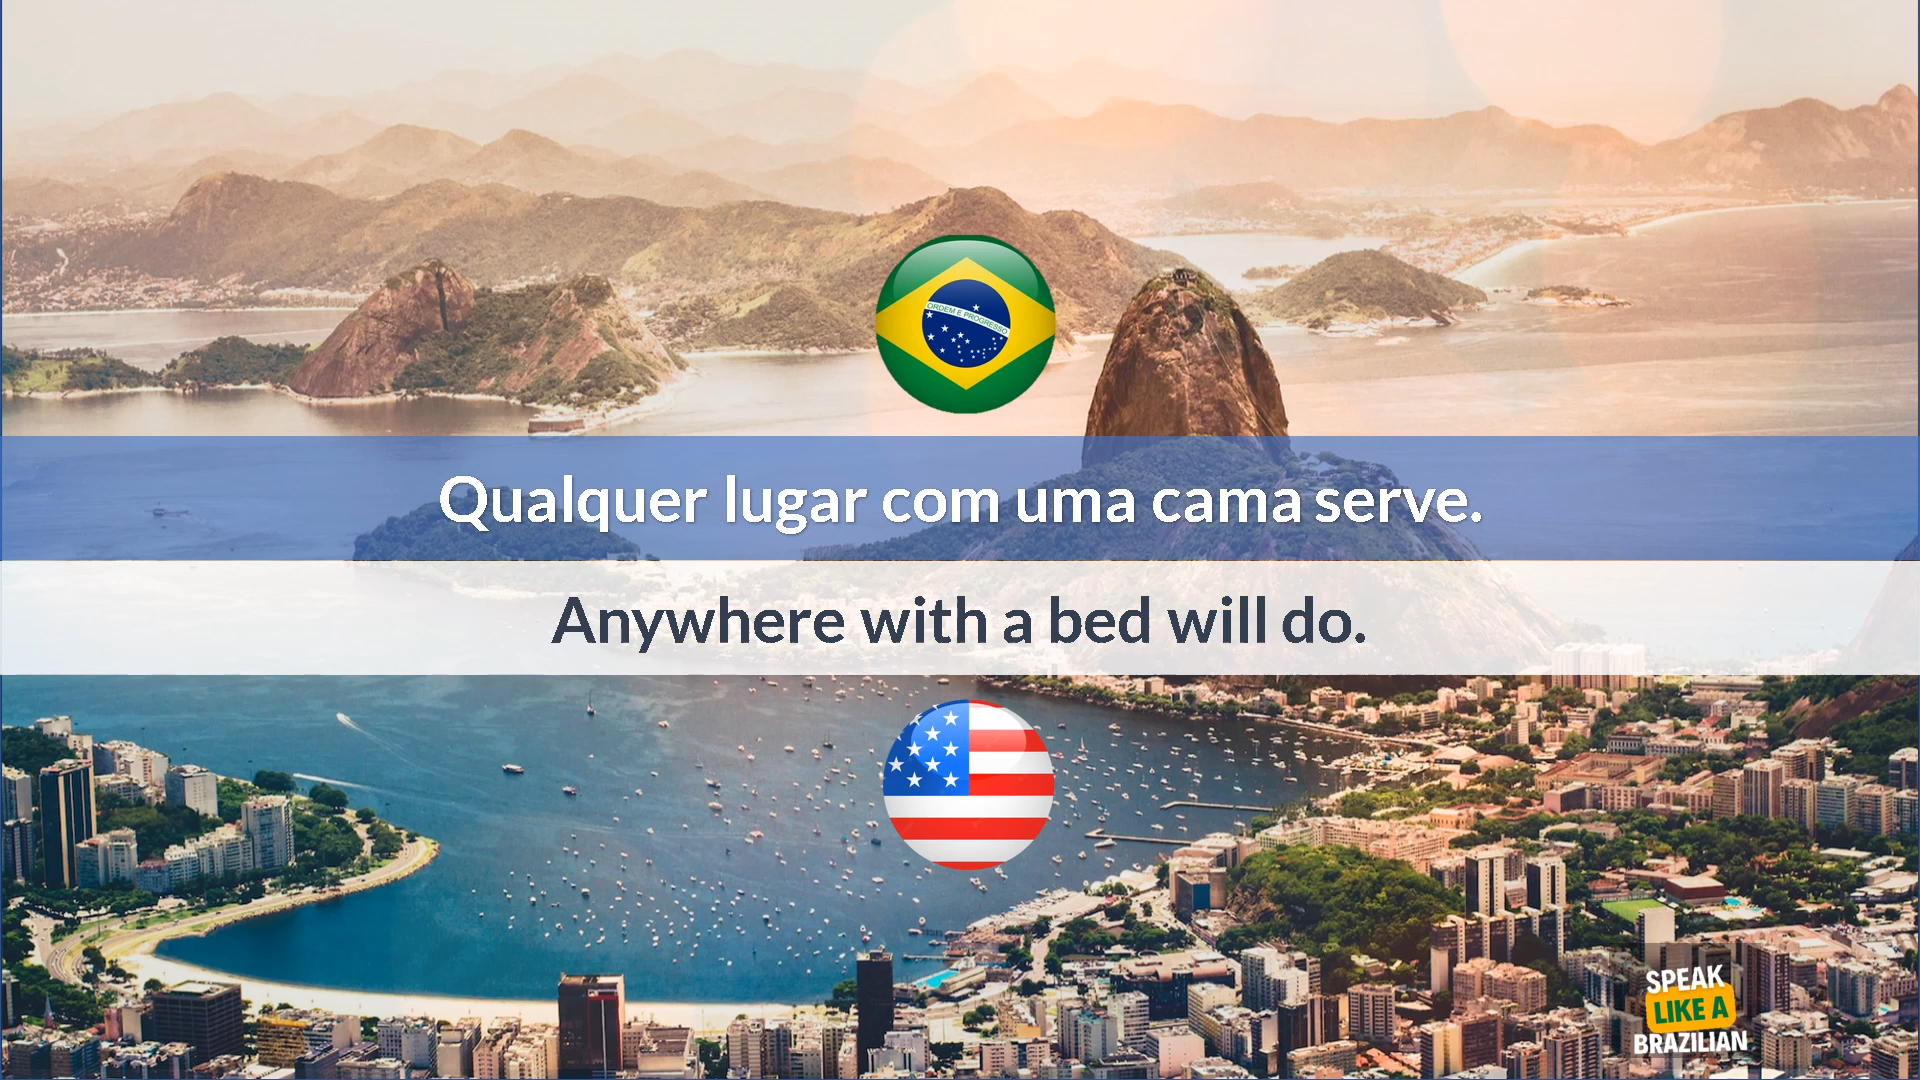 ORDEM E PROGRESSO
Qualquer lugar com uma cama serve.
Anywhere with a bed will do.
SPEAK
LIKE A
BRAZILIAN